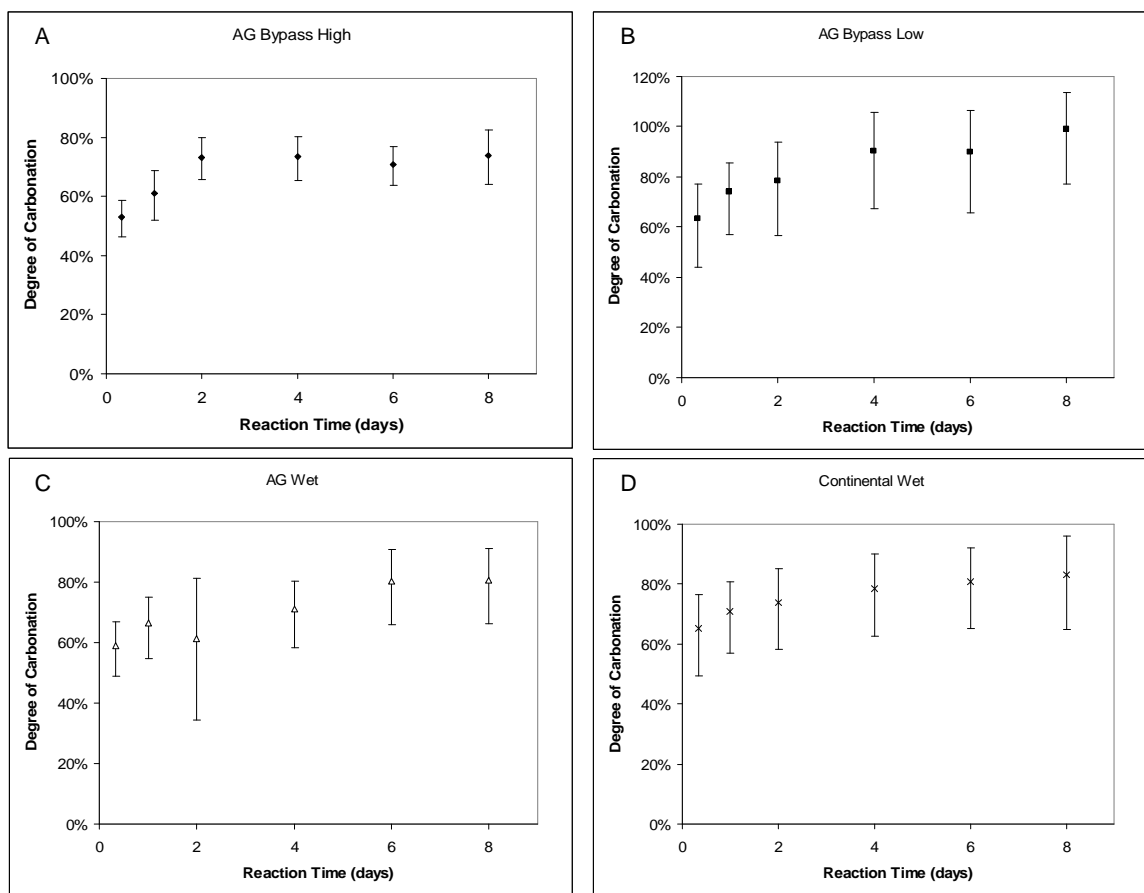 A
AG Bypass High
100%
80%
60%
40%
20%
0%
Degree of Carbonation
0 2 4 6 8
Reaction Time (days)
B
AG Bypass Low
120%
100%
80%
60%
40%
20%
0%
Degree of Carbonation
0 2 4 6 8
Reaction Time (days)
C
AG Wet
100%
80%
60%
40%
20%
0%
Degree of Carbonation
0 2 4 6 8
Reaction Time (days)
D
Continental Wet
100%
80%
60%
40%
20%
0%
Degree of Carbonation
0 2 4 6 8
Reaction Time (days)